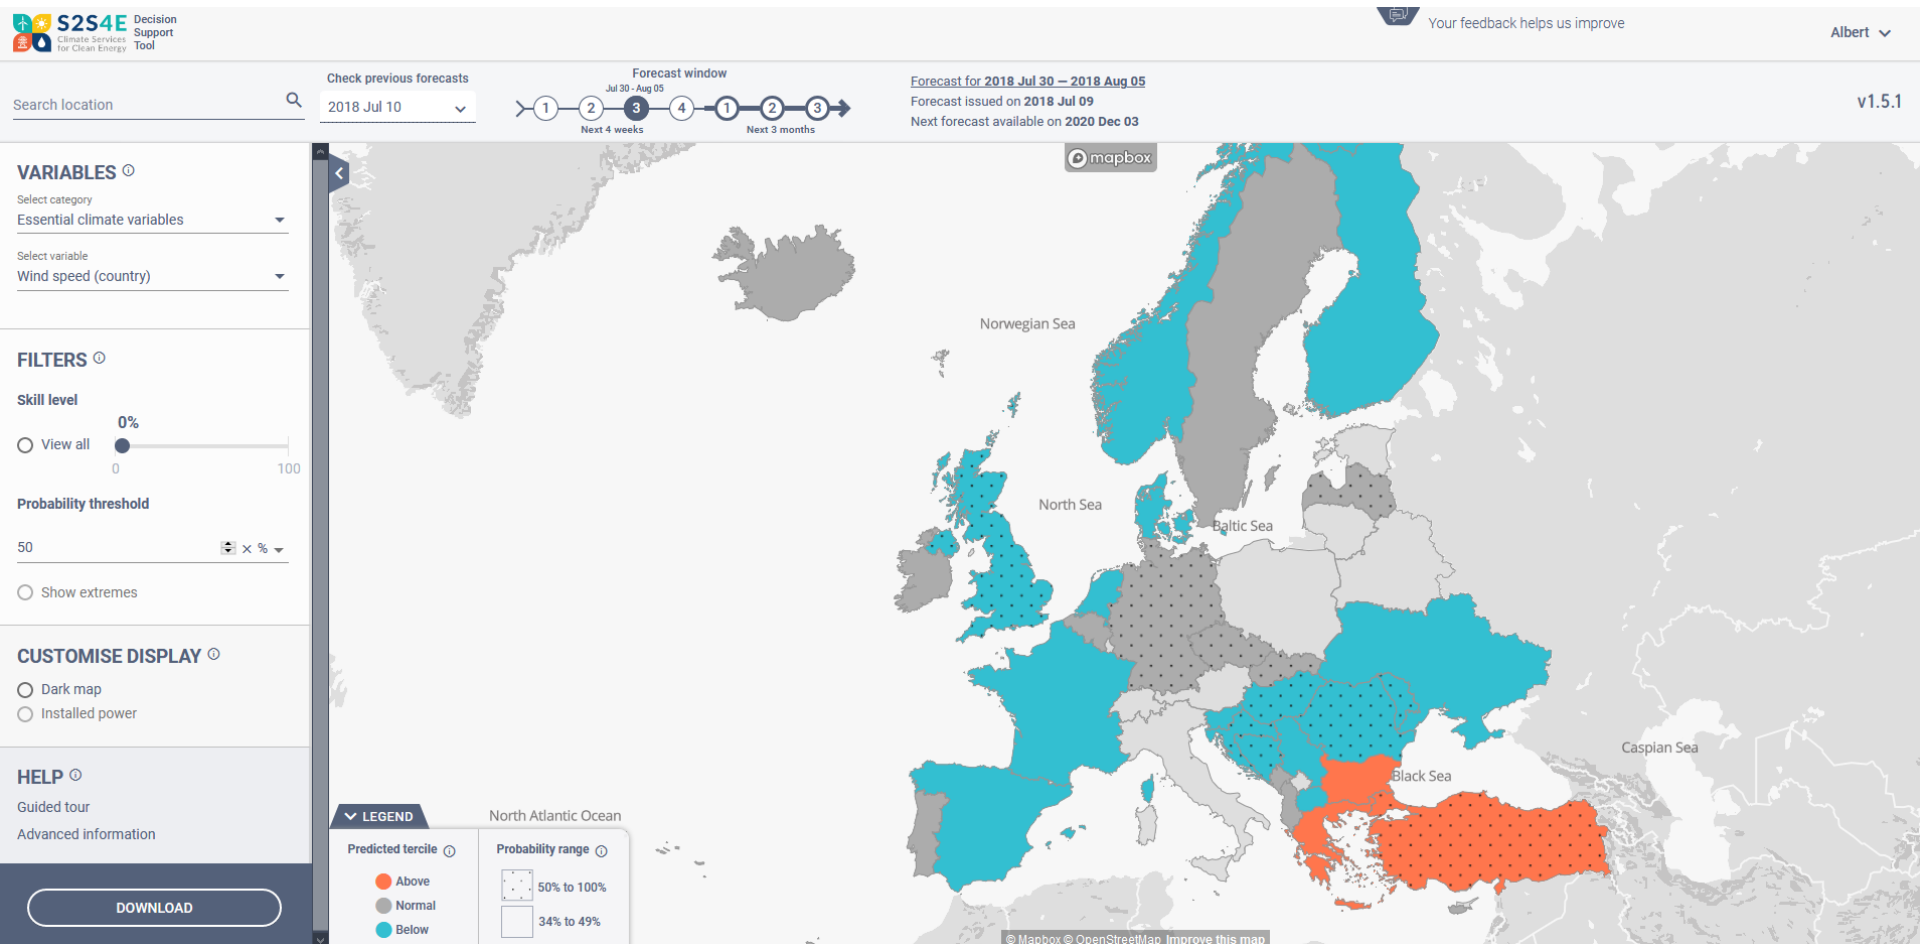 S2S4E
Climate Services
for Clean Energy
Decision
Support
Tool
Your feedback helps us improve
Albert
Search location
Check previous forecasts
2018 Jul 10
Forecast window
Jul 30 - Aug 05
1 2 3 4 1 2 3
Next 4 weeks
Next 3 months
Forecast for 2018 Jul 30 — 2018 Aug 05
Forecast issued on 2018 Jul 09
Next forecast available on 2020 Dec 03
v1.5.1
VARIABLES
Select category
Essential climate variables
Select variable
Wind speed (country)
FILTERS
Skill level
0%
View all
0 100
Probability threshold
50 × %
Show extremes
CUSTOMISE DISPLAY
Dark map
Installed power
HELP
Guided tour
Advanced information
DOWNLOAD
mapbox
Norwegian Sea
North Sea
Baltic Sea
Caspian Sea
Black Sea
North Atlantic Ocean
LEGEND
Predicted tercile
Above
Normal
Below
Probability range
50% to 100%
34% to 49%
© Mapbox © OpenStreetMap Improve this map